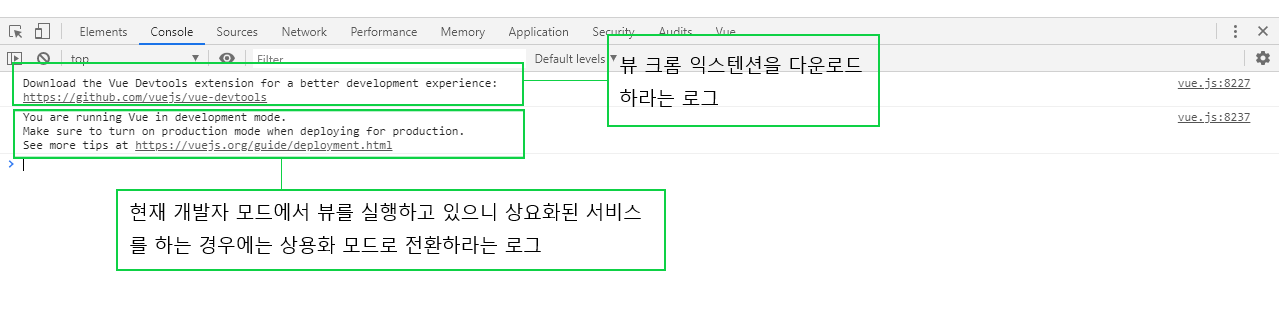 Elements Console Sources Network Performance Memory Application Security Audits Vue
top Filter Default levels
Download the Vue Devtools extension for a better development experience: vue.js:8227
https://github.com/vuejs/vue-devtools
뷰 크롬 익스텐션을 다운로드
하라는 로그
You are running Vue in development mode. vue.js:8237
Make sure to turn on production mode when deploying for production.
See more tips at https://vuejs.org/guide/deployment.html
현재 개발자 모드에서 뷰를 실행하고 있으니 상요화된 서비스
를 하는 경우에는 상용화 모드로 전환하라는 로그